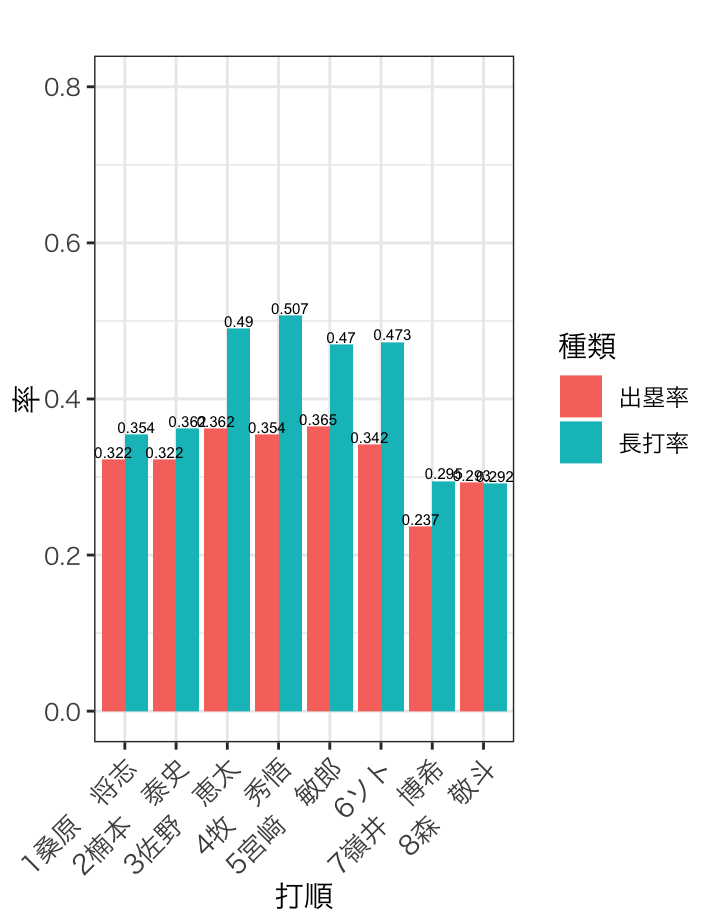 0.8
0.6
0.4
0.2
0.0
率
0.322
0.354
0.322
0.362
0.362
0.49
0.354
0.507
0.365
0.47
0.342
0.473
0.237
0.295
0.293
0.292
1桑原　将志
2楠本　泰史
3佐野　恵太
4牧　秀悟
5宮﨑　敏郎
6ソト
7嶺井　博希
8森　敬斗
打順
種類
出塁率
長打率